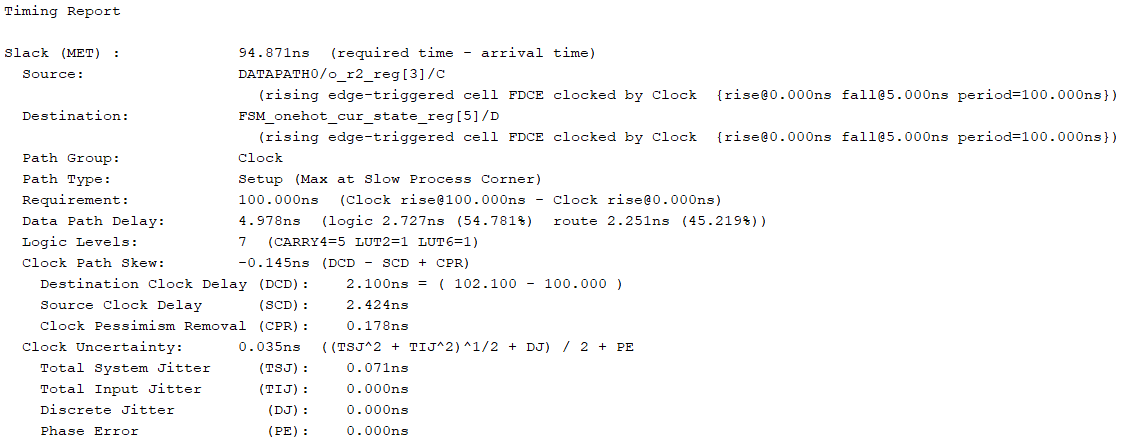 Timing Report
Slack (MET) : 94.871ns (required time - arrival time)
Source: DATAPATH0/o_r2_reg[3]/C
(rising edge-triggered cell FDCE clocked by Clock {rise@0.000ns fall@5.000ns period=100.000ns})
Destination: FSM_onehot_cur_state_reg[5]/D
(rising edge-triggered cell FDCE clocked by Clock {rise@0.000ns fall@5.000ns period=100.000ns})
Path Group: Clock
Path Type: Setup (Max at Slow Process Corner)
Requirement: 100.000ns (Clock rise@100.000ns - Clock rise@0.000ns)
Data Path Delay: 4.978ns (logic 2.727ns (54.781%) route 2.251ns (45.219%))
Logic Levels: 7 (CARRY4=5 LUT2=1 LUT6=1)
Clock Path Skew: -0.145ns (DCD - SCD + CPR)
Destination Clock Delay (DCD): 2.100ns = ( 102.100 - 100.000 )
Source Clock Delay (SCD): 2.424ns
Clock Pessimism Removal (CPR): 0.178ns
Clock Uncertainty: 0.035ns ((TSJ^2 + TIJ^2)^1/2 + DJ) / 2 + PE
Total System Jitter (TSJ): 0.071ns
Total Input Jitter (TIJ): 0.000ns
Discrete Jitter (DJ): 0.000ns
Phase Error (PE): 0.000ns